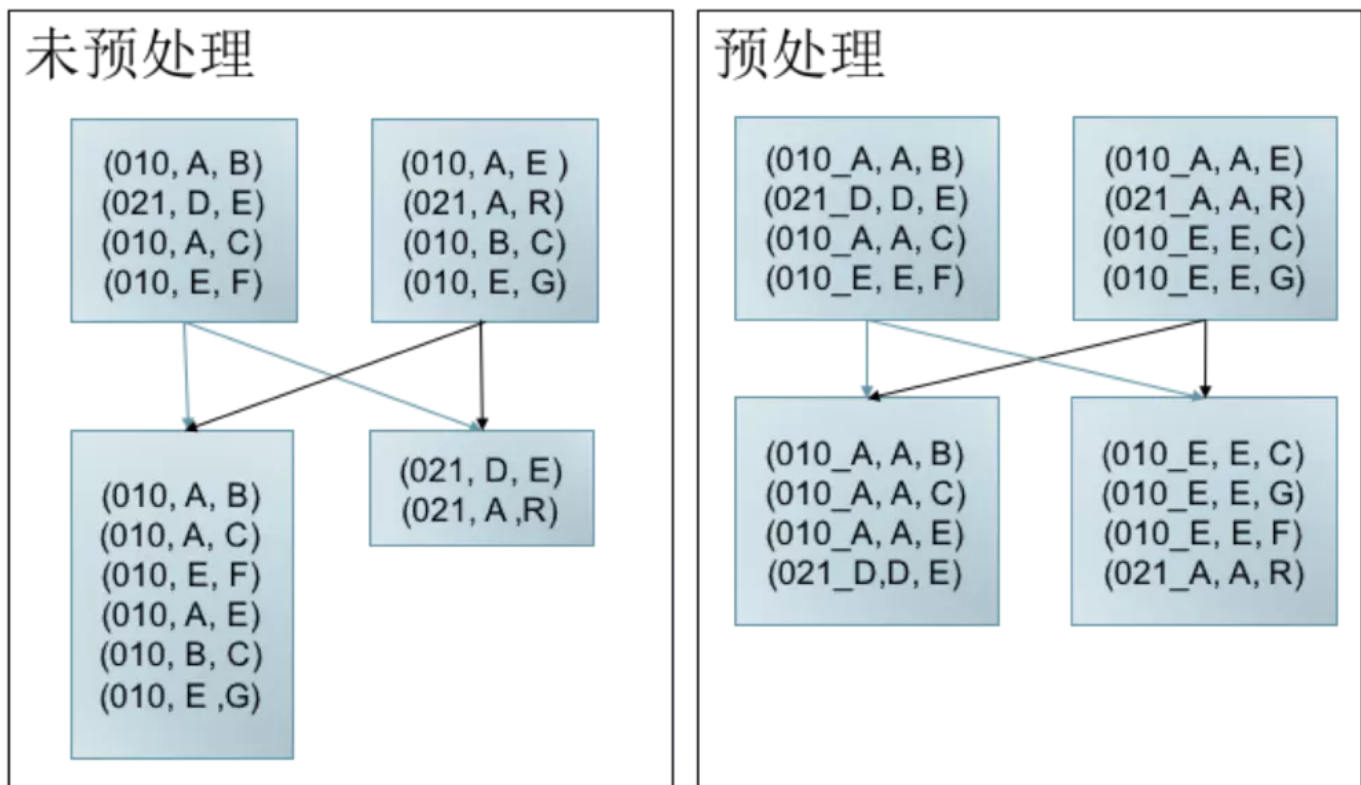 未预处理
(010, A, B)
(021, D, E)
(010, A, C)
(010, E, F)
(010, A, E )
(021, A, R)
(010, B, C)
(010, E, G)
(010, A, B)
(010, A, C)
(010, E, F)
(010, A, E)
(010, B, C)
(010, E ,G)
(021, D, E)
(021, A ,R)
预处理
(010_A, A, B)
(021_D, D, E)
(010_A, A, C)
(010_E, E, F)
(010_A, A, E)
(021_A, A, R)
(010_E, E, C)
(010_E, E, G)
(010_A, A, B)
(010_A, A, C)
(010_A, A, E)
(021_D,D, E)
(010_E, E, C)
(010_E, E, G)
(010_E, E, F)
(021_A, A, R)